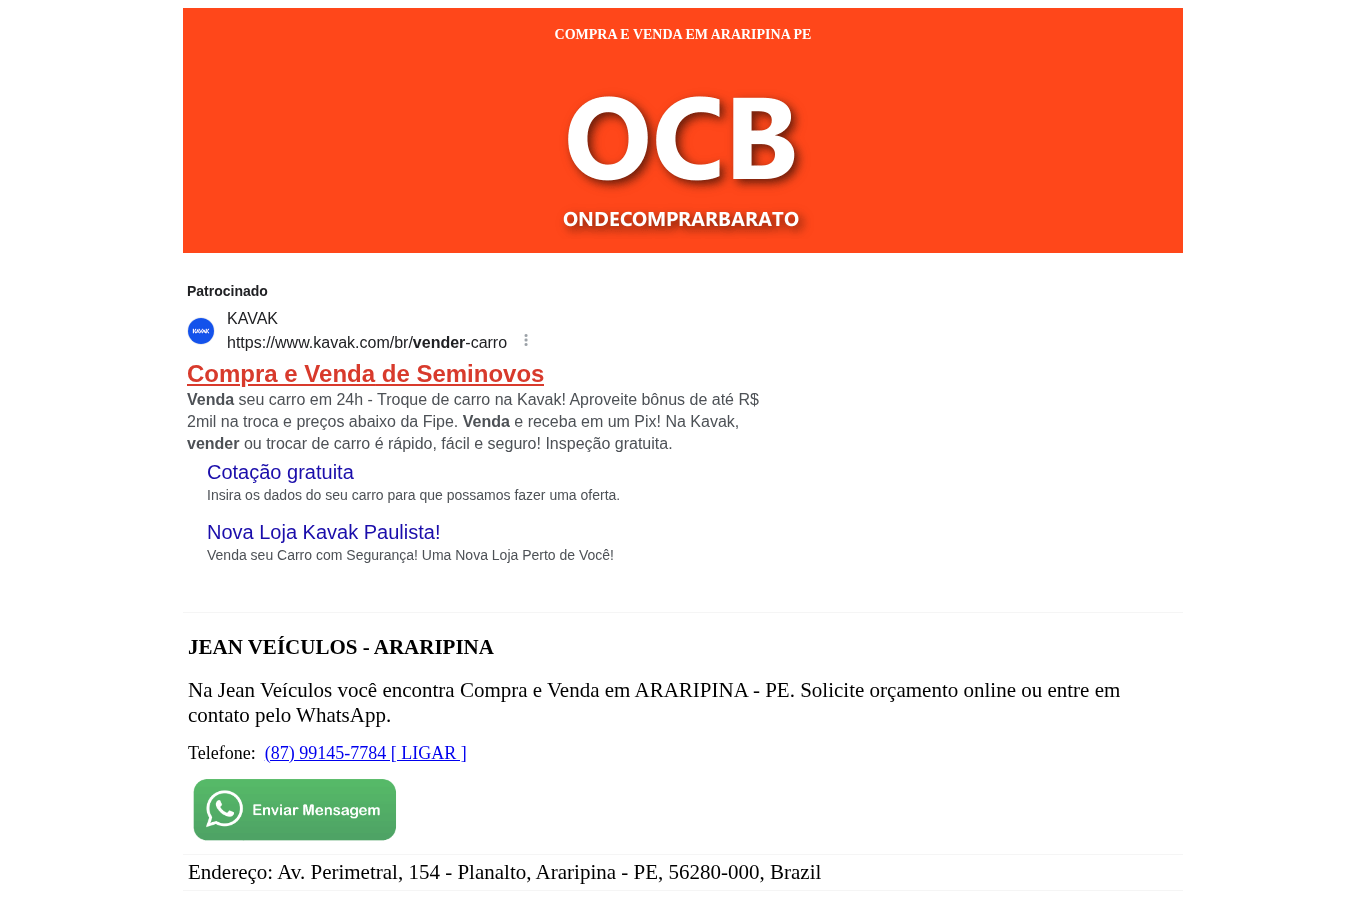 COMPRA E VENDA EM ARARIPINA PE
OCB
ONDECOMPRARBARATO
Patrocinado
KAVAK
KAVAK
https://www.kavak.com/br/vender-carro
Compra e Venda de Seminovos
Venda seu carro em 24h - Troque de carro na Kavak! Aproveite bônus de até R$
2mil na troca e preços abaixo da Fipe. Venda e receba em um Pix! Na Kavak,
vender ou trocar de carro é rápido, fácil e seguro! Inspeção gratuita.
Cotação gratuita
Insira os dados do seu carro para que possamos fazer uma oferta.
Nova Loja Kavak Paulista!
Venda seu Carro com Segurança! Uma Nova Loja Perto de Você!
JEAN VEÍCULOS - ARARIPINA
Na Jean Veículos você encontra Compra e Venda em ARARIPINA - PE. Solicite orçamento online ou entre em
contato pelo WhatsApp.
Telefone: (87) 99145-7784 [ LIGAR ]
Enviar Mensagem
Endereço: Av. Perimetral, 154 - Planalto, Araripina - PE, 56280-000, Brazil